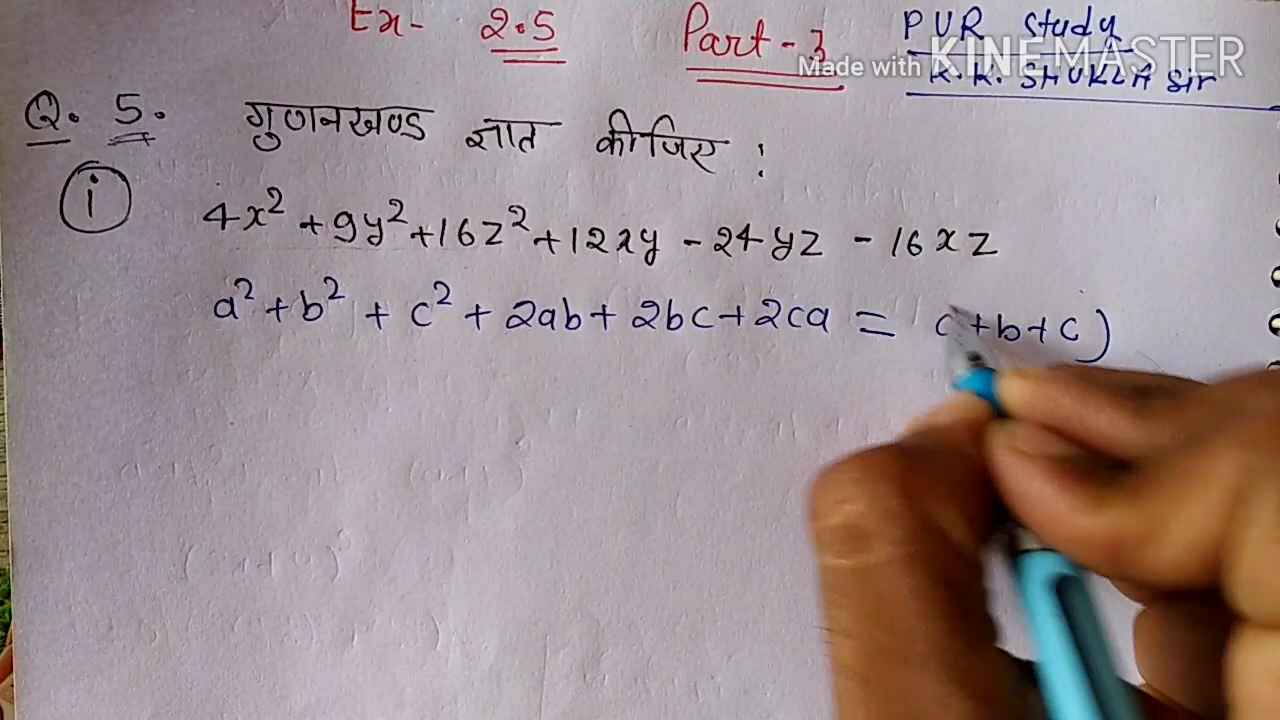 Ex- 2.5 Part-3 PUR Study
Made with KINEMASTER
K.K. SHUKLA Sir
Q. 5. गुणनखण्ड ज्ञात कीजिए :
i 4x² + 9y² + 16z² + 12xy - 24yz - 16xz
a² + b² + c² + 2ab + 2bc + 2ca = +b+c)